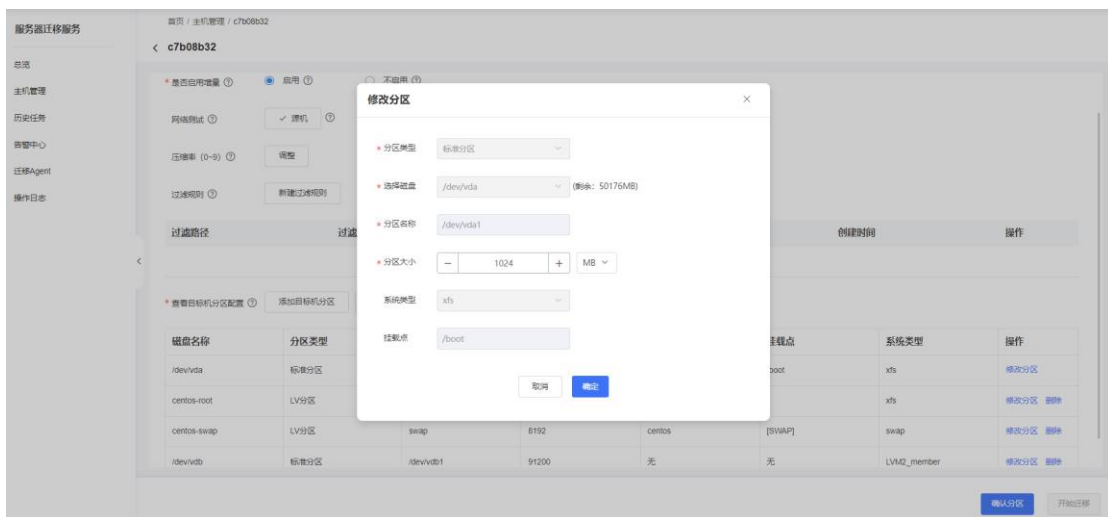 服务器迁移服务
总览
主机管理
历史任务
告警中心
迁移Agent
操作日志
首页 / 主机管理 / c7b08b32
c7b08b32
* 是否启用增量 启用 不启用
网络测试 源机
压缩率 (0~9) 调整
过滤规则 新建过滤规则
过滤路径 过滤 创建时间 操作
* 查看目标机分区配置 添加目标机分区
磁盘名称 分区类型 挂载点 系统类型 操作
/dev/vda 标准分区 boot xfs 修改分区
centos-root LV分区 xfs 修改分区 删除
centos-swap LV分区 swap 8192 centos [SWAP] swap 修改分区 删除
/dev/vdb 标准分区 /dev/vdb1 91200 无 无 LVM2_member 修改分区 删除
确认分区 开始迁移
修改分区
* 分区类型 标准分区
* 选择磁盘 /dev/vda (剩余: 50176MB)
* 分区名称 /dev/vda1
* 分区大小 − 1024 + MB
系统类型 xfs
挂载点 /boot
取消 确定